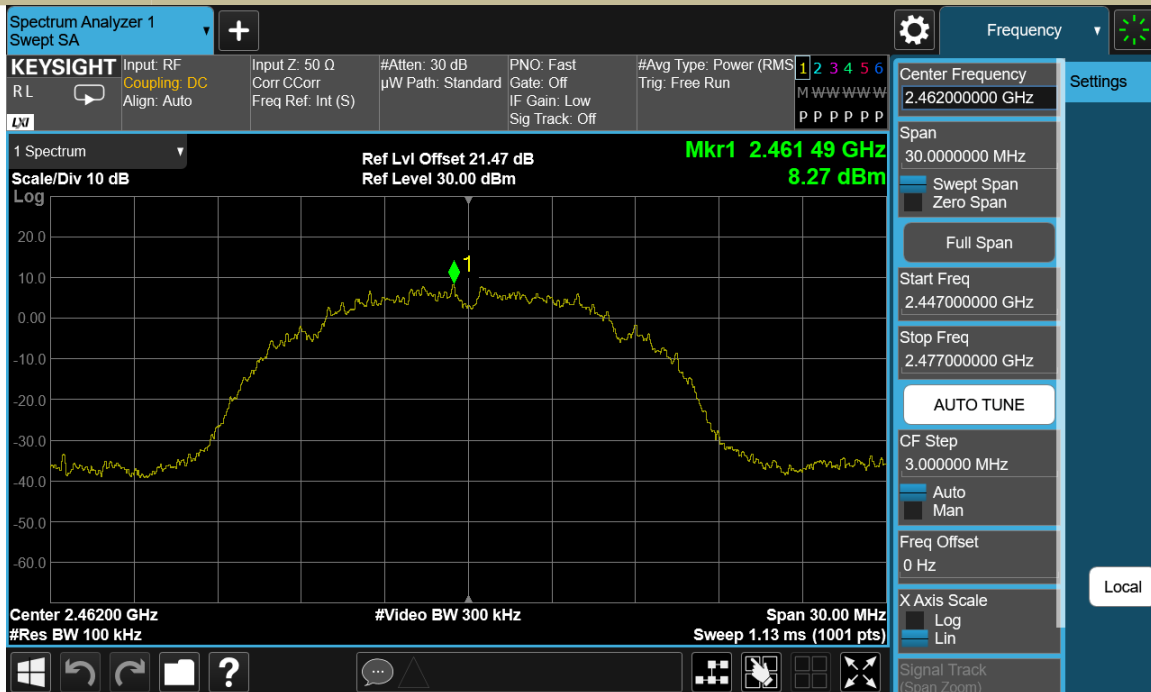 Spectrum Analyzer 1
Swept SA
Frequency
KEYSIGHT
R L
LXI
Input: RF
Coupling: DC
Align: Auto
Input Z: 50 Ω
Corr CCorr
Freq Ref: Int (S)
#Atten: 30 dB
µW Path: Standard
PNO: Fast
Gate: Off
IF Gain: Low
Sig Track: Off
#Avg Type: Power (RMS
Trig: Free Run
1 2 3 4 5 6
M W W W W W
P P P P P P
Center Frequency
2.462000000 GHz
Settings
Span
30.0000000 MHz
Swept Span
Zero Span
Full Span
Start Freq
2.447000000 GHz
Stop Freq
2.477000000 GHz
AUTO TUNE
CF Step
3.000000 MHz
Auto
Man
Freq Offset
0 Hz
X Axis Scale
Log
Lin
Signal Track
(Span Zoom)
Local
1 Spectrum
Scale/Div 10 dB
Ref Lvl Offset 21.47 dB
Ref Level 30.00 dBm
Mkr1 2.461 49 GHz
8.27 dBm
Log
20.0
10.0
0.00
-10.0
-20.0
-30.0
-40.0
-50.0
-60.0
1
Center 2.46200 GHz
#Res BW 100 kHz
#Video BW 300 kHz
Span 30.00 MHz
Sweep 1.13 ms (1001 pts)
?